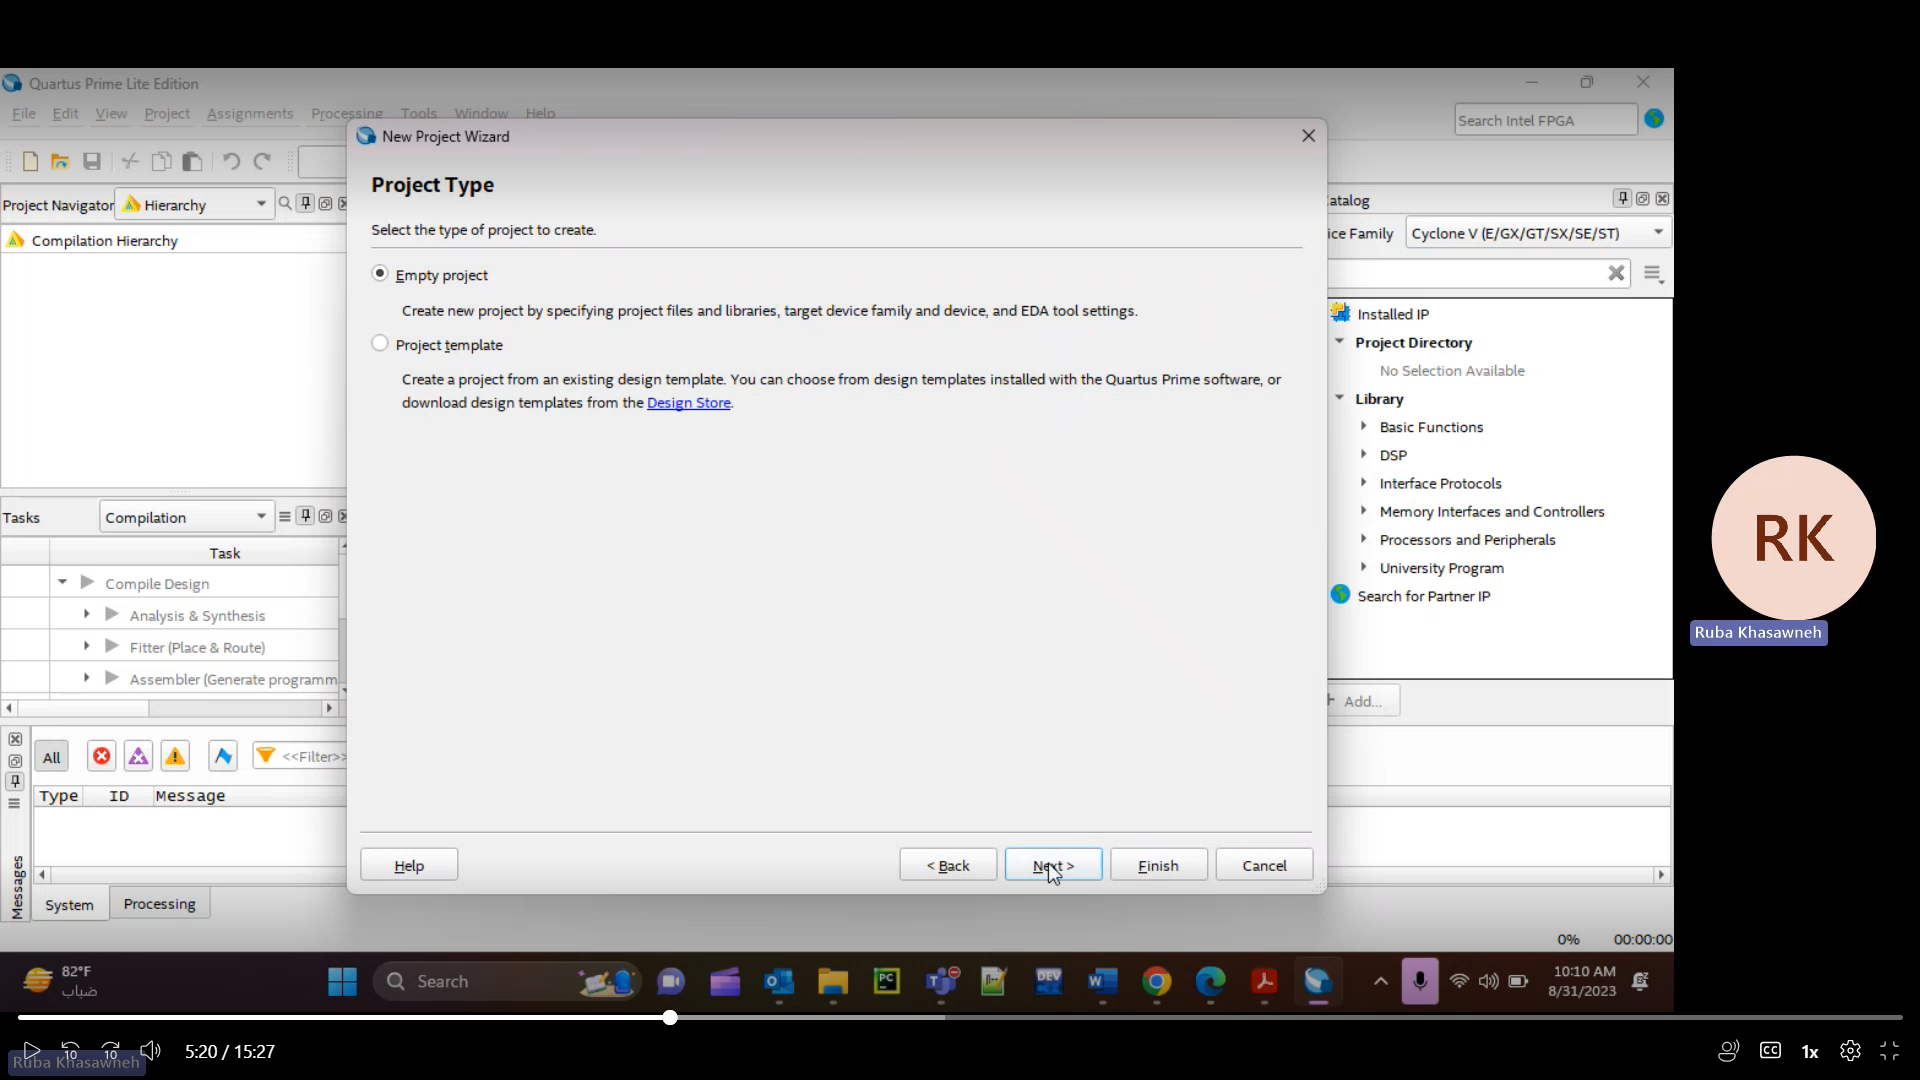 Quartus Prime Lite Edition
File Edit View Project Assignments Processing Tools Window Help
Search Intel FPGA
New Project Wizard
Project Type
Select the type of project to create.
Empty project
Create new project by specifying project files and libraries, target device family and device, and EDA tool settings.
Project template
Create a project from an existing design template. You can choose from design templates installed with the Quartus Prime software, or
download design templates from the Design Store.
Help
< Back
Next >
Finish
Cancel
Project Navigator
Hierarchy
Compilation Hierarchy
Tasks
Compilation
Task
Compile Design
Analysis & Synthesis
Fitter (Place & Route)
Assembler (Generate programm
All
<<Filter>>
Type ID Message
Messages
System
Processing
atalog
ice Family
Cyclone V (E/GX/GT/SX/SE/ST)
Installed IP
Project Directory
No Selection Available
Library
Basic Functions
DSP
Interface Protocols
Memory Interfaces and Controllers
Processors and Peripherals
University Program
Search for Partner IP
+ Add...
0% 00:00:00
RK
Ruba Khasawneh
82°F
ضباب
Search
PC
DEV
W
10:10 AM
8/31/2023
10
10
5:20 / 15:27
Ruba Khasawneh
CC
1x